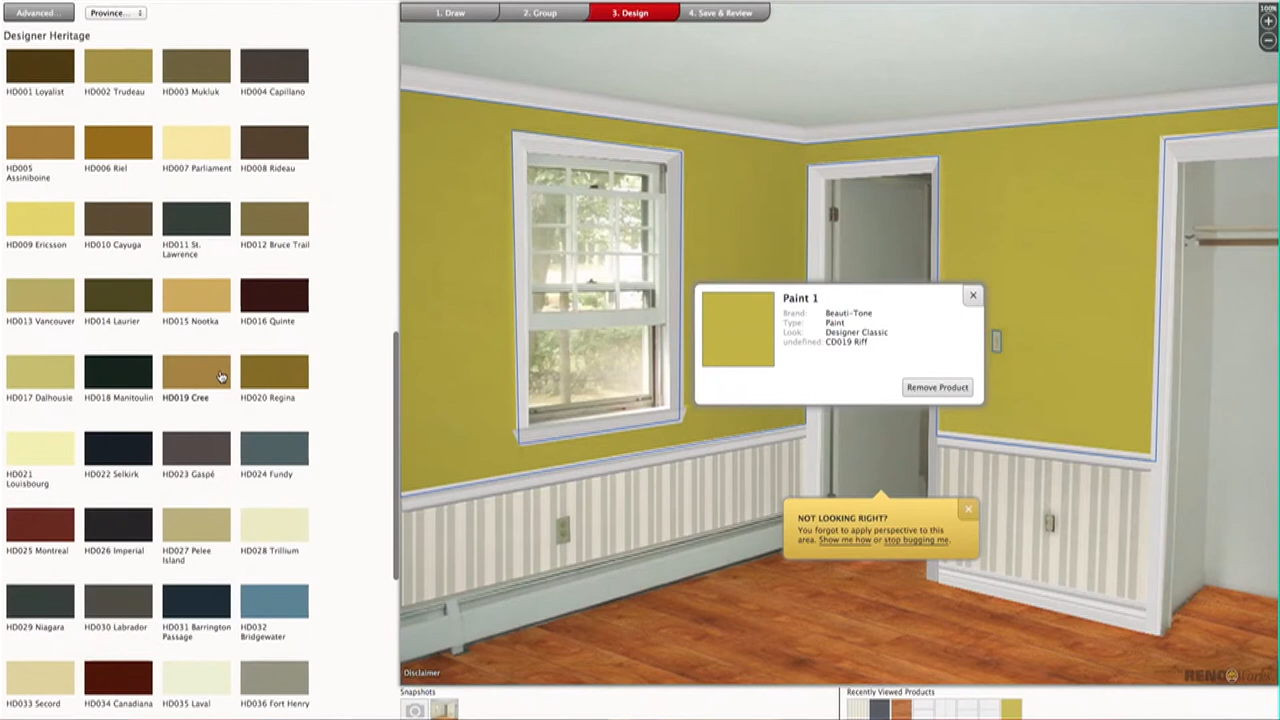 Advanced...
Province...
1. Draw
2. Group
3. Design
4. Save & Review
100%
Designer Heritage
HD001 Loyalist
HD002 Trudeau
HD003 Mukluk
HD004 Capillano
HD005 Assiniboine
HD006 Riel
HD007 Parliament
HD008 Rideau
HD009 Ericsson
HD010 Cayuga
HD011 St. Lawrence
HD012 Bruce Trail
HD013 Vancouver
HD014 Laurier
HD015 Nootka
HD016 Quinte
HD017 Dalhousie
HD018 Manitoulin
HD019 Cree
HD020 Regina
HD021 Louisbourg
HD022 Selkirk
HD023 Gaspé
HD024 Fundy
HD025 Montreal
HD026 Imperial
HD027 Pelee Island
HD028 Trillium
HD029 Niagara
HD030 Labrador
HD031 Barrington Passage
HD032 Bridgewater
HD033 Secord
HD034 Canadiana
HD035 Laval
HD036 Fort Henry
Paint 1
Brand: Beauti-Tone
Type: Paint
Look: Designer Classic
undefined: CD019 Riff
Remove Product
NOT LOOKING RIGHT?
You forgot to apply perspective to this
area. Show me how or stop bugging me.
Disclaimer
RENOWorks
Snapshots
Recently Viewed Products